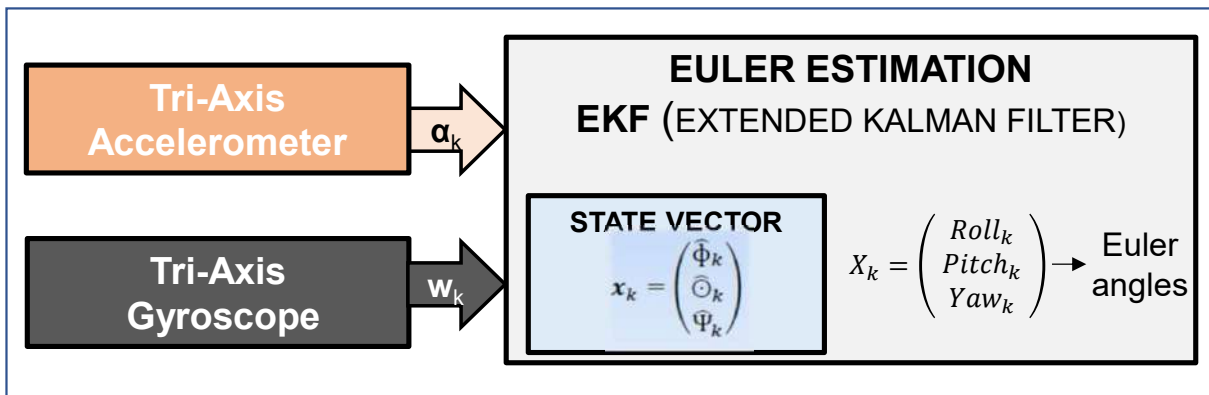 Tri-Axis
Accelerometer
α_k
Tri-Axis
Gyroscope
w_k
EULER ESTIMATION
EKF (EXTENDED KALMAN FILTER)
STATE VECTOR
x_k = (Φ̂_k
⊙̂_k
Ψ̂_k)
X_k = (Roll_k
Pitch_k
Yaw_k)
Euler
angles